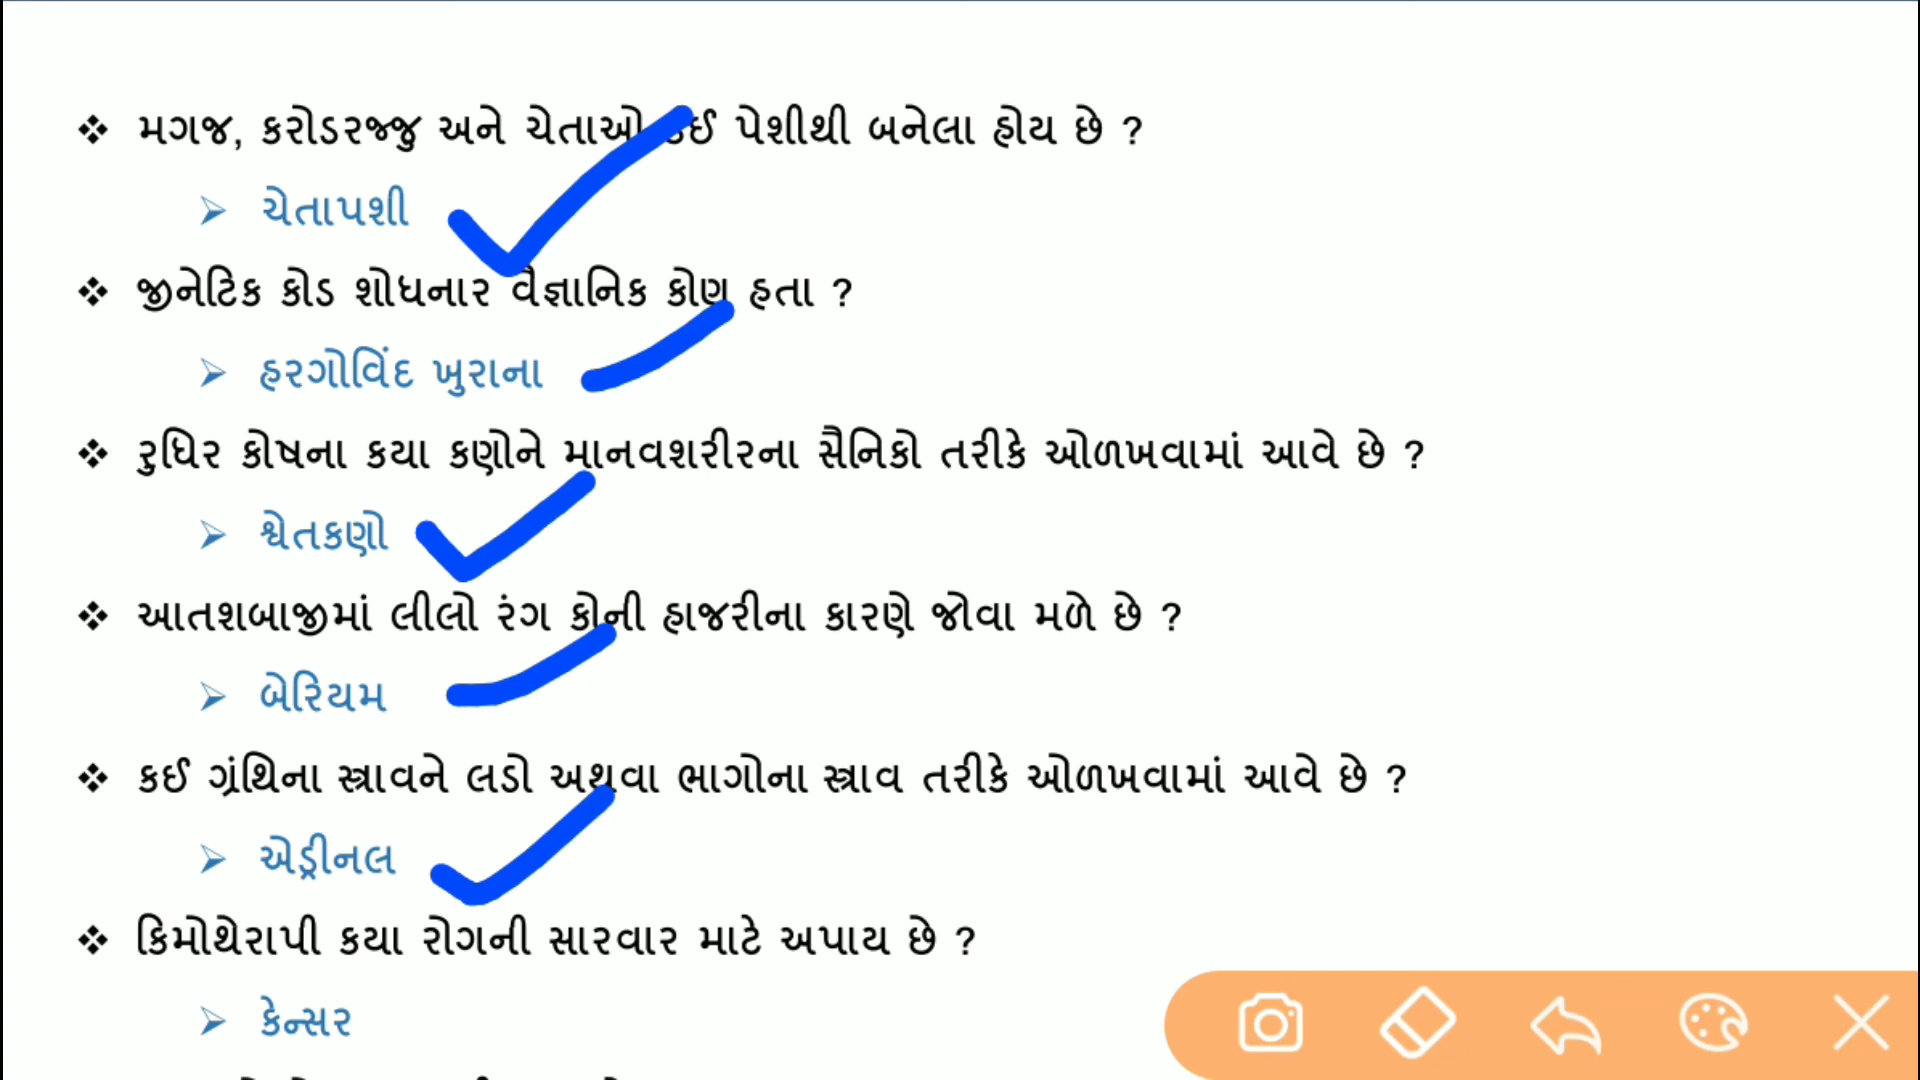 મગજ, કરોડરજ્જુ અને ચેતાઓ કઈ પેશીથી બનેલા હોય છે ?
ચેતાપશી
જીનેટિક કોડ શોધનાર વૈજ્ઞાનિક કોણ હતા ?
હરગોવિંદ ખુરાના
રુધિર કોષના કયા કણોને માનવશરીરના સૈનિકો તરીકે ઓળખવામાં આવે છે ?
શ્વેતકણો
આતશબાજીમાં લીલો રંગ કોની હાજરીના કારણે જોવા મળે છે ?
બેરિયમ
કઈ ગ્રંથિના સ્ત્રાવને લડો અથવા ભાગોના સ્ત્રાવ તરીકે ઓળખવામાં આવે છે ?
એડ્રીનલ
કિમોથેરાપી કયા રોગની સારવાર માટે અપાય છે ?
કેન્સર